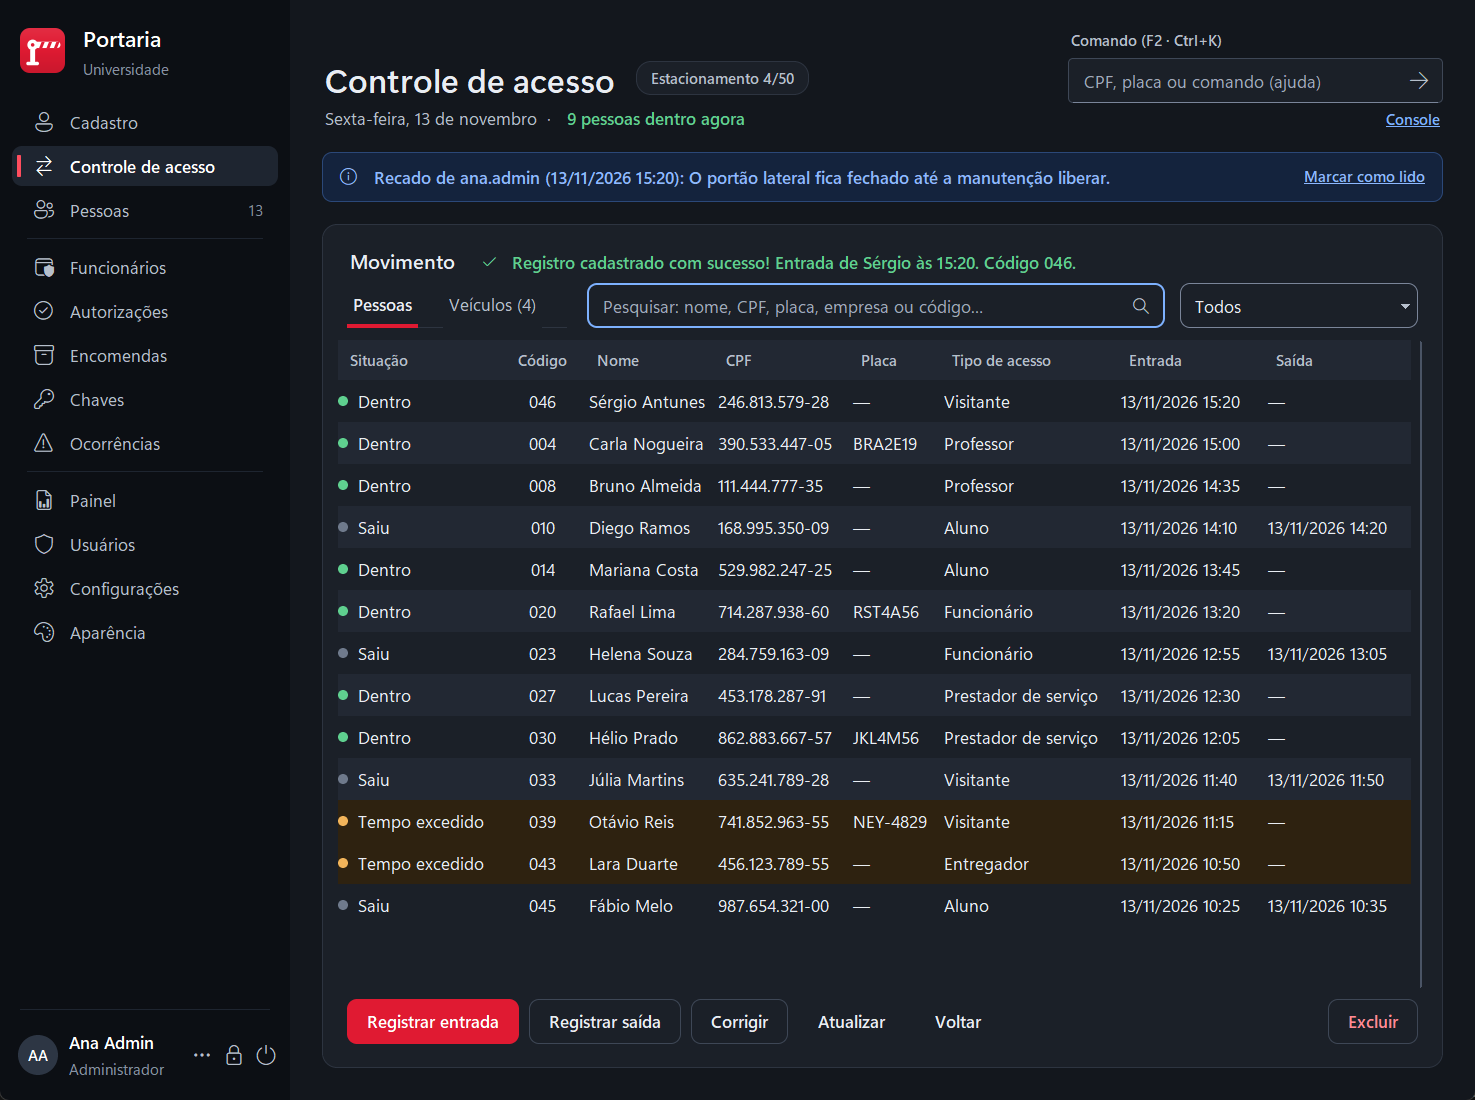 Portaria
Universidade
Cadastro
Controle de acesso
Pessoas 13
Funcionários
Autorizações
Encomendas
Chaves
Ocorrências
Painel
Usuários
Configurações
Aparência
AA
Ana Admin
Administrador
Controle de acesso
Estacionamento 4/50
Sexta-feira, 13 de novembro · 9 pessoas dentro agora
Comando (F2 · Ctrl+K)
CPF, placa ou comando (ajuda)
Console
Recado de ana.admin (13/11/2026 15:20): O portão lateral fica fechado até a manutenção liberar.
Marcar como lido
Movimento
Registro cadastrado com sucesso! Entrada de Sérgio às 15:20. Código 046.
Pessoas
Veículos (4)
Pesquisar: nome, CPF, placa, empresa ou código...
Todos
Situação Código Nome CPF Placa Tipo de acesso Entrada Saída
Dentro 046 Sérgio Antunes 246.813.579-28 — Visitante 13/11/2026 15:20 —
Dentro 004 Carla Nogueira 390.533.447-05 BRA2E19 Professor 13/11/2026 15:00 —
Dentro 008 Bruno Almeida 111.444.777-35 — Professor 13/11/2026 14:35 —
Saiu 010 Diego Ramos 168.995.350-09 — Aluno 13/11/2026 14:10 13/11/2026 14:20
Dentro 014 Mariana Costa 529.982.247-25 — Aluno 13/11/2026 13:45 —
Dentro 020 Rafael Lima 714.287.938-60 RST4A56 Funcionário 13/11/2026 13:20 —
Saiu 023 Helena Souza 284.759.163-09 — Funcionário 13/11/2026 12:55 13/11/2026 13:05
Dentro 027 Lucas Pereira 453.178.287-91 — Prestador de serviço 13/11/2026 12:30 —
Dentro 030 Hélio Prado 862.883.667-57 JKL4M56 Prestador de serviço 13/11/2026 12:05 —
Saiu 033 Júlia Martins 635.241.789-28 — Visitante 13/11/2026 11:40 13/11/2026 11:50
Tempo excedido 039 Otávio Reis 741.852.963-55 NEY-4829 Visitante 13/11/2026 11:15 —
Tempo excedido 043 Lara Duarte 456.123.789-55 — Entregador 13/11/2026 10:50 —
Saiu 045 Fábio Melo 987.654.321-00 — Aluno 13/11/2026 10:25 13/11/2026 10:35
Registrar entrada
Registrar saída
Corrigir
Atualizar
Voltar
Excluir